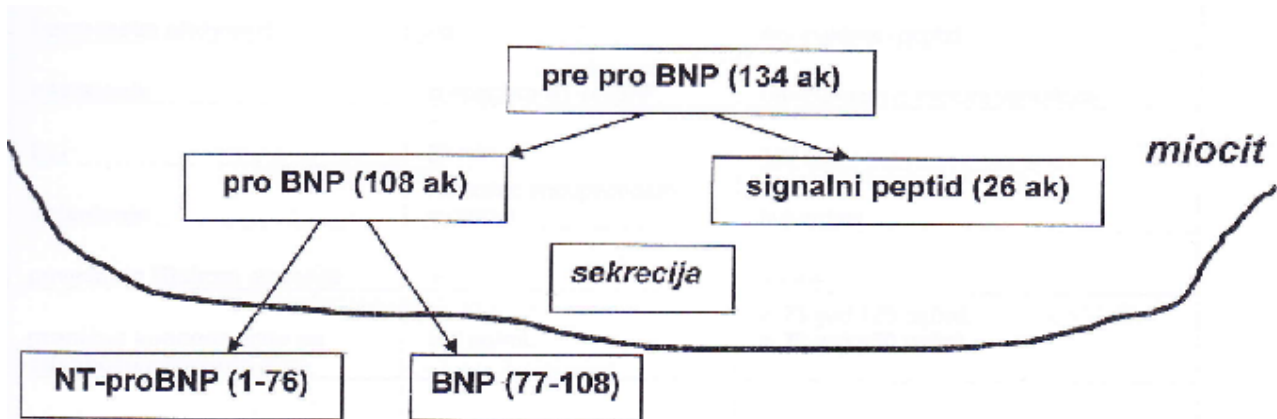 pre pro BNP (134 ak)
miocit
pro BNP (108 ak)
signalni peptid (26 ak)
sekrecija
NT-proBNP (1-76)
BNP (77-108)